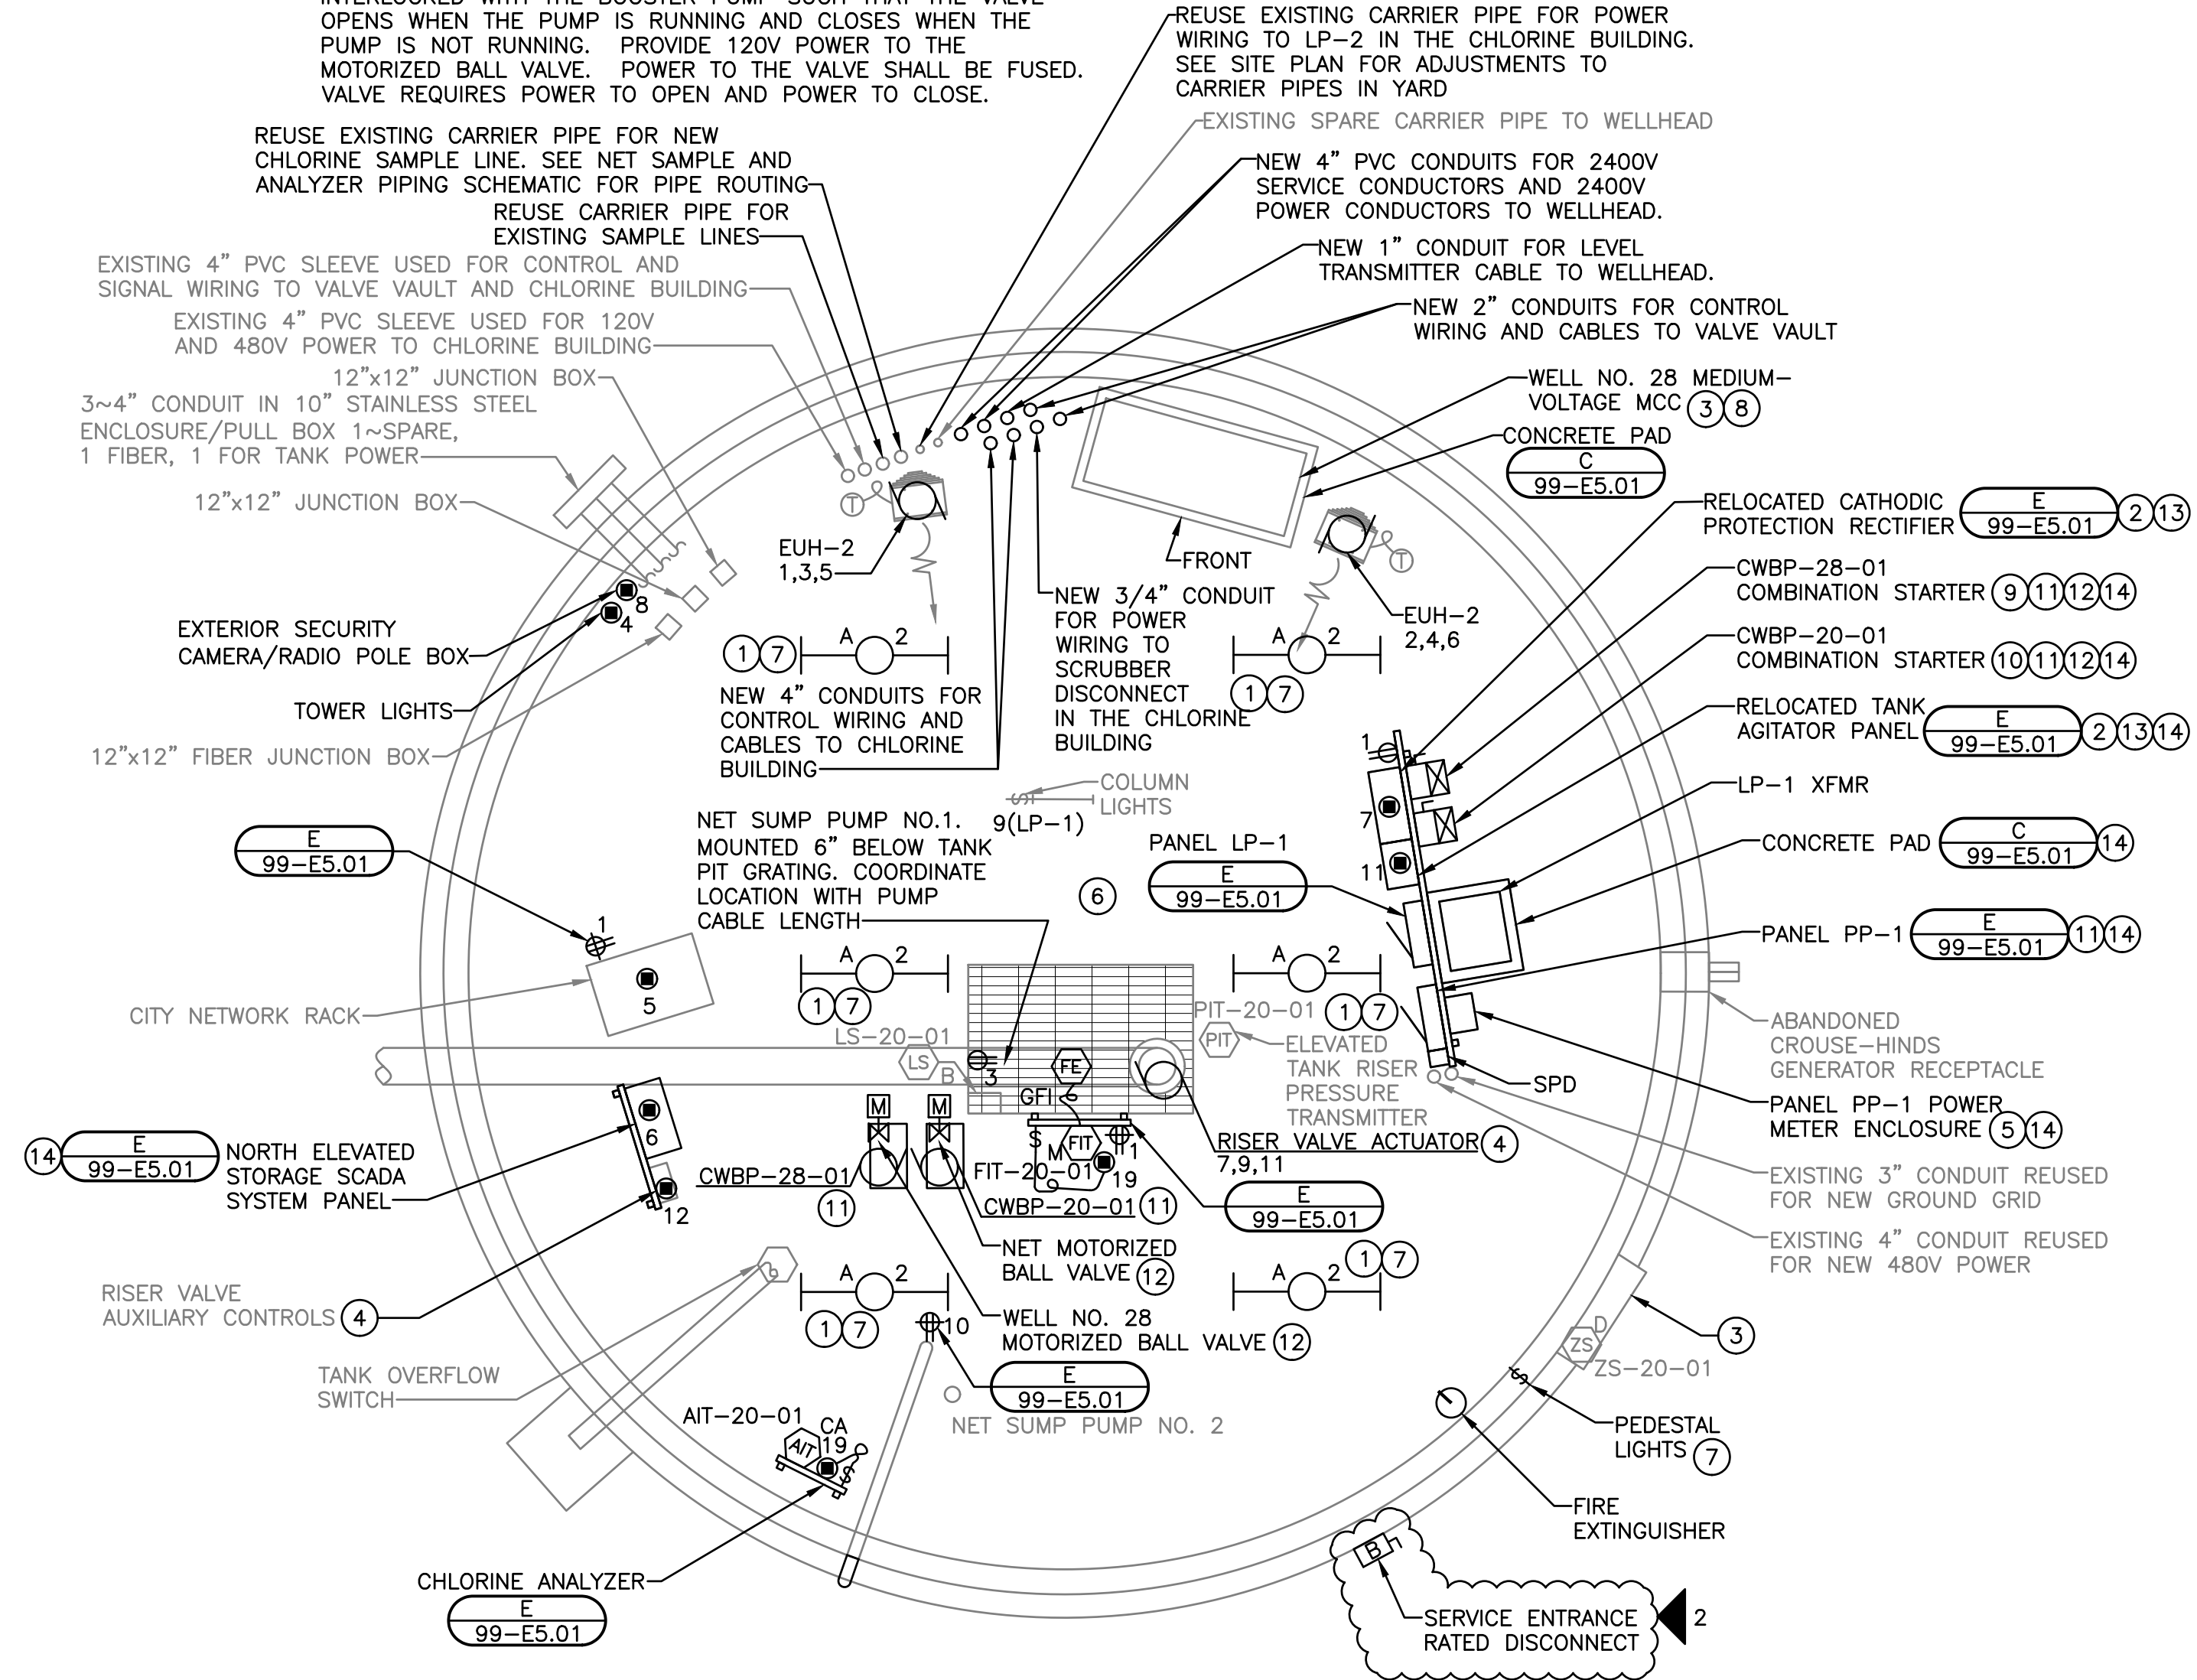 INTERLOCKED WITH THE BOOSTER PUMP SUCH THAT THE VALVE
OPENS WHEN THE PUMP IS RUNNING AND CLOSES WHEN THE
PUMP IS NOT RUNNING. PROVIDE 120V POWER TO THE
MOTORIZED BALL VALVE. POWER TO THE VALVE SHALL BE FUSED.
VALVE REQUIRES POWER TO OPEN AND POWER TO CLOSE.
REUSE EXISTING CARRIER PIPE FOR POWER
WIRING TO LP-2 IN THE CHLORINE BUILDING.
SEE SITE PLAN FOR ADJUSTMENTS TO
CARRIER PIPES IN YARD
EXISTING SPARE CARRIER PIPE TO WELLHEAD
REUSE EXISTING CARRIER PIPE FOR NEW
CHLORINE SAMPLE LINE. SEE NET SAMPLE AND
ANALYZER PIPING SCHEMATIC FOR PIPE ROUTING
NEW 4" PVC CONDUITS FOR 2400V
SERVICE CONDUCTORS AND 2400V
POWER CONDUCTORS TO WELLHEAD.
REUSE CARRIER PIPE FOR
EXISTING SAMPLE LINES
NEW 1" CONDUIT FOR LEVEL
TRANSMITTER CABLE TO WELLHEAD.
EXISTING 4" PVC SLEEVE USED FOR CONTROL AND
SIGNAL WIRING TO VALVE VAULT AND CHLORINE BUILDING
NEW 2" CONDUITS FOR CONTROL
WIRING AND CABLES TO VALVE VAULT
EXISTING 4" PVC SLEEVE USED FOR 120V
AND 480V POWER TO CHLORINE BUILDING
12"x12" JUNCTION BOX
WELL NO. 28 MEDIUM-
VOLTAGE MCC 3 8
3~4" CONDUIT IN 10" STAINLESS STEEL
ENCLOSURE/PULL BOX 1~SPARE,
1 FIBER, 1 FOR TANK POWER
CONCRETE PAD
C
99-E5.01
12"x12" JUNCTION BOX
T
T
RELOCATED CATHODIC
PROTECTION RECTIFIER
E
99-E5.01
2 13
EUH-2
1,3,5
FRONT
CWBP-28-01
COMBINATION STARTER 9 11 12 14
NEW 3/4" CONDUIT
FOR POWER
WIRING TO
SCRUBBER
DISCONNECT
IN THE CHLORINE
BUILDING
EUH-2
2,4,6
8
4
EXTERIOR SECURITY
CAMERA/RADIO POLE BOX
CWBP-20-01
COMBINATION STARTER 10 11 12 14
1 7
A 2
A 2
1 7
NEW 4" CONDUITS FOR
CONTROL WIRING AND
CABLES TO CHLORINE
BUILDING
TOWER LIGHTS
12"x12" FIBER JUNCTION BOX
RELOCATED TANK
AGITATOR PANEL
E
99-E5.01
2 13 14
1
7
11
COLUMN
LIGHTS
S
9(LP-1)
LP-1 XFMR
NET SUMP PUMP NO.1.
MOUNTED 6" BELOW TANK
PIT GRATING. COORDINATE
LOCATION WITH PUMP
CABLE LENGTH
PANEL LP-1
E
99-E5.01
6
CONCRETE PAD
C
99-E5.01
14
E
99-E5.01
1
5
CITY NETWORK RACK
PANEL PP-1
E
99-E5.01
11 14
A 2
1 7
A 2
1 7
LS-20-01
LS
B
3
FE
GFI
PIT-20-01
PIT
ELEVATED
TANK RISER
PRESSURE
TRANSMITTER
SPD
ABANDONED
CROUSE-HINDS
GENERATOR RECEPTACLE
PANEL PP-1 POWER
METER ENCLOSURE 5 14
M
M
S
M
FIT
1
FIT-20-01
19
RISER VALVE ACTUATOR 4
7,9,11
E
99-E5.01
14
E
99-E5.01
NORTH ELEVATED
STORAGE SCADA
SYSTEM PANEL
6
12
CWBP-28-01
11
CWBP-20-01 11
EXISTING 3" CONDUIT REUSED
FOR NEW GROUND GRID
EXISTING 4" CONDUIT REUSED
FOR NEW 480V POWER
NET MOTORIZED
BALL VALVE 12
A 2
1 7
A 2
1 7
RISER VALVE
AUXILIARY CONTROLS 4
WELL NO. 28
MOTORIZED BALL VALVE 12
10
E
99-E5.01
3
D
ZS
ZS-20-01
TANK OVERFLOW
SWITCH
NET SUMP PUMP NO. 2
AIT-20-01
CA
AIT
19
S
S
PEDESTAL
LIGHTS 7
FIRE
EXTINGUISHER
CHLORINE ANALYZER
E
99-E5.01
B
SERVICE ENTRANCE
RATED DISCONNECT
2